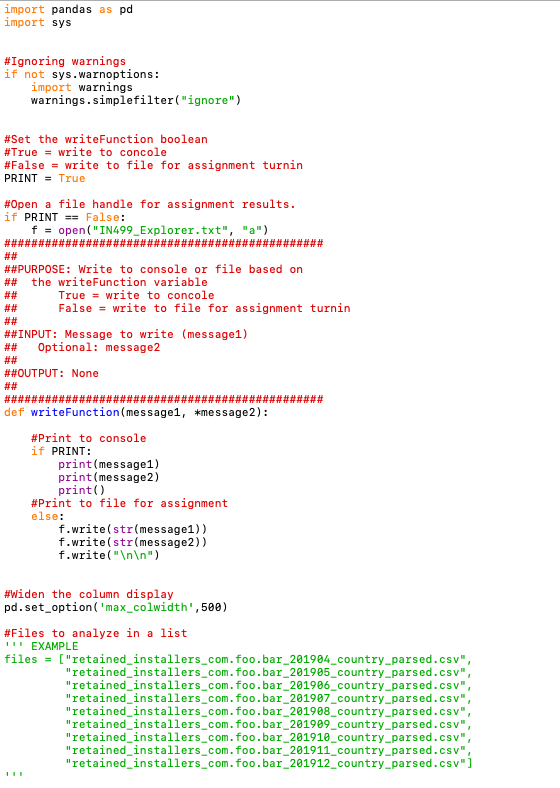 import pandas as pd
import sys
#Ignoring warnings
if not sys.warnoptions:
    import warnings
    warnings.simplefilter("ignore")
#Set the writeFunction boolean
#True = write to concole
#False = write to file for assignment turnin
PRINT = True
#Open a file handle for assignment results.
if PRINT == False:
    f = open("IN499_Explorer.txt", "a")
###############################################
##
##PURPOSE: Write to console or file based on
##  the writeFunction variable
##      True = write to concole
##      False = write to file for assignment turnin
##
##INPUT: Message to write (message1)
##   Optional: message2
##
##OUTPUT: None
##
###############################################
def writeFunction(message1, *message2):
    #Print to console
    if PRINT:
        print(message1)
        print(message2)
        print()
    #Print to file for assignment
    else:
        f.write(str(message1))
        f.write(str(message2))
        f.write("\n\n")
#Widen the column display
pd.set_option('max_colwidth',500)
#Files to analyze in a list
''' EXAMPLE
files = ["retained_installers_com.foo.bar_201904_country_parsed.csv",
         "retained_installers_com.foo.bar_201905_country_parsed.csv",
         "retained_installers_com.foo.bar_201906_country_parsed.csv",
         "retained_installers_com.foo.bar_201907_country_parsed.csv",
         "retained_installers_com.foo.bar_201908_country_parsed.csv",
         "retained_installers_com.foo.bar_201909_country_parsed.csv",
         "retained_installers_com.foo.bar_201910_country_parsed.csv",
         "retained_installers_com.foo.bar_201911_country_parsed.csv",
         "retained_installers_com.foo.bar_201912_country_parsed.csv"]
'''